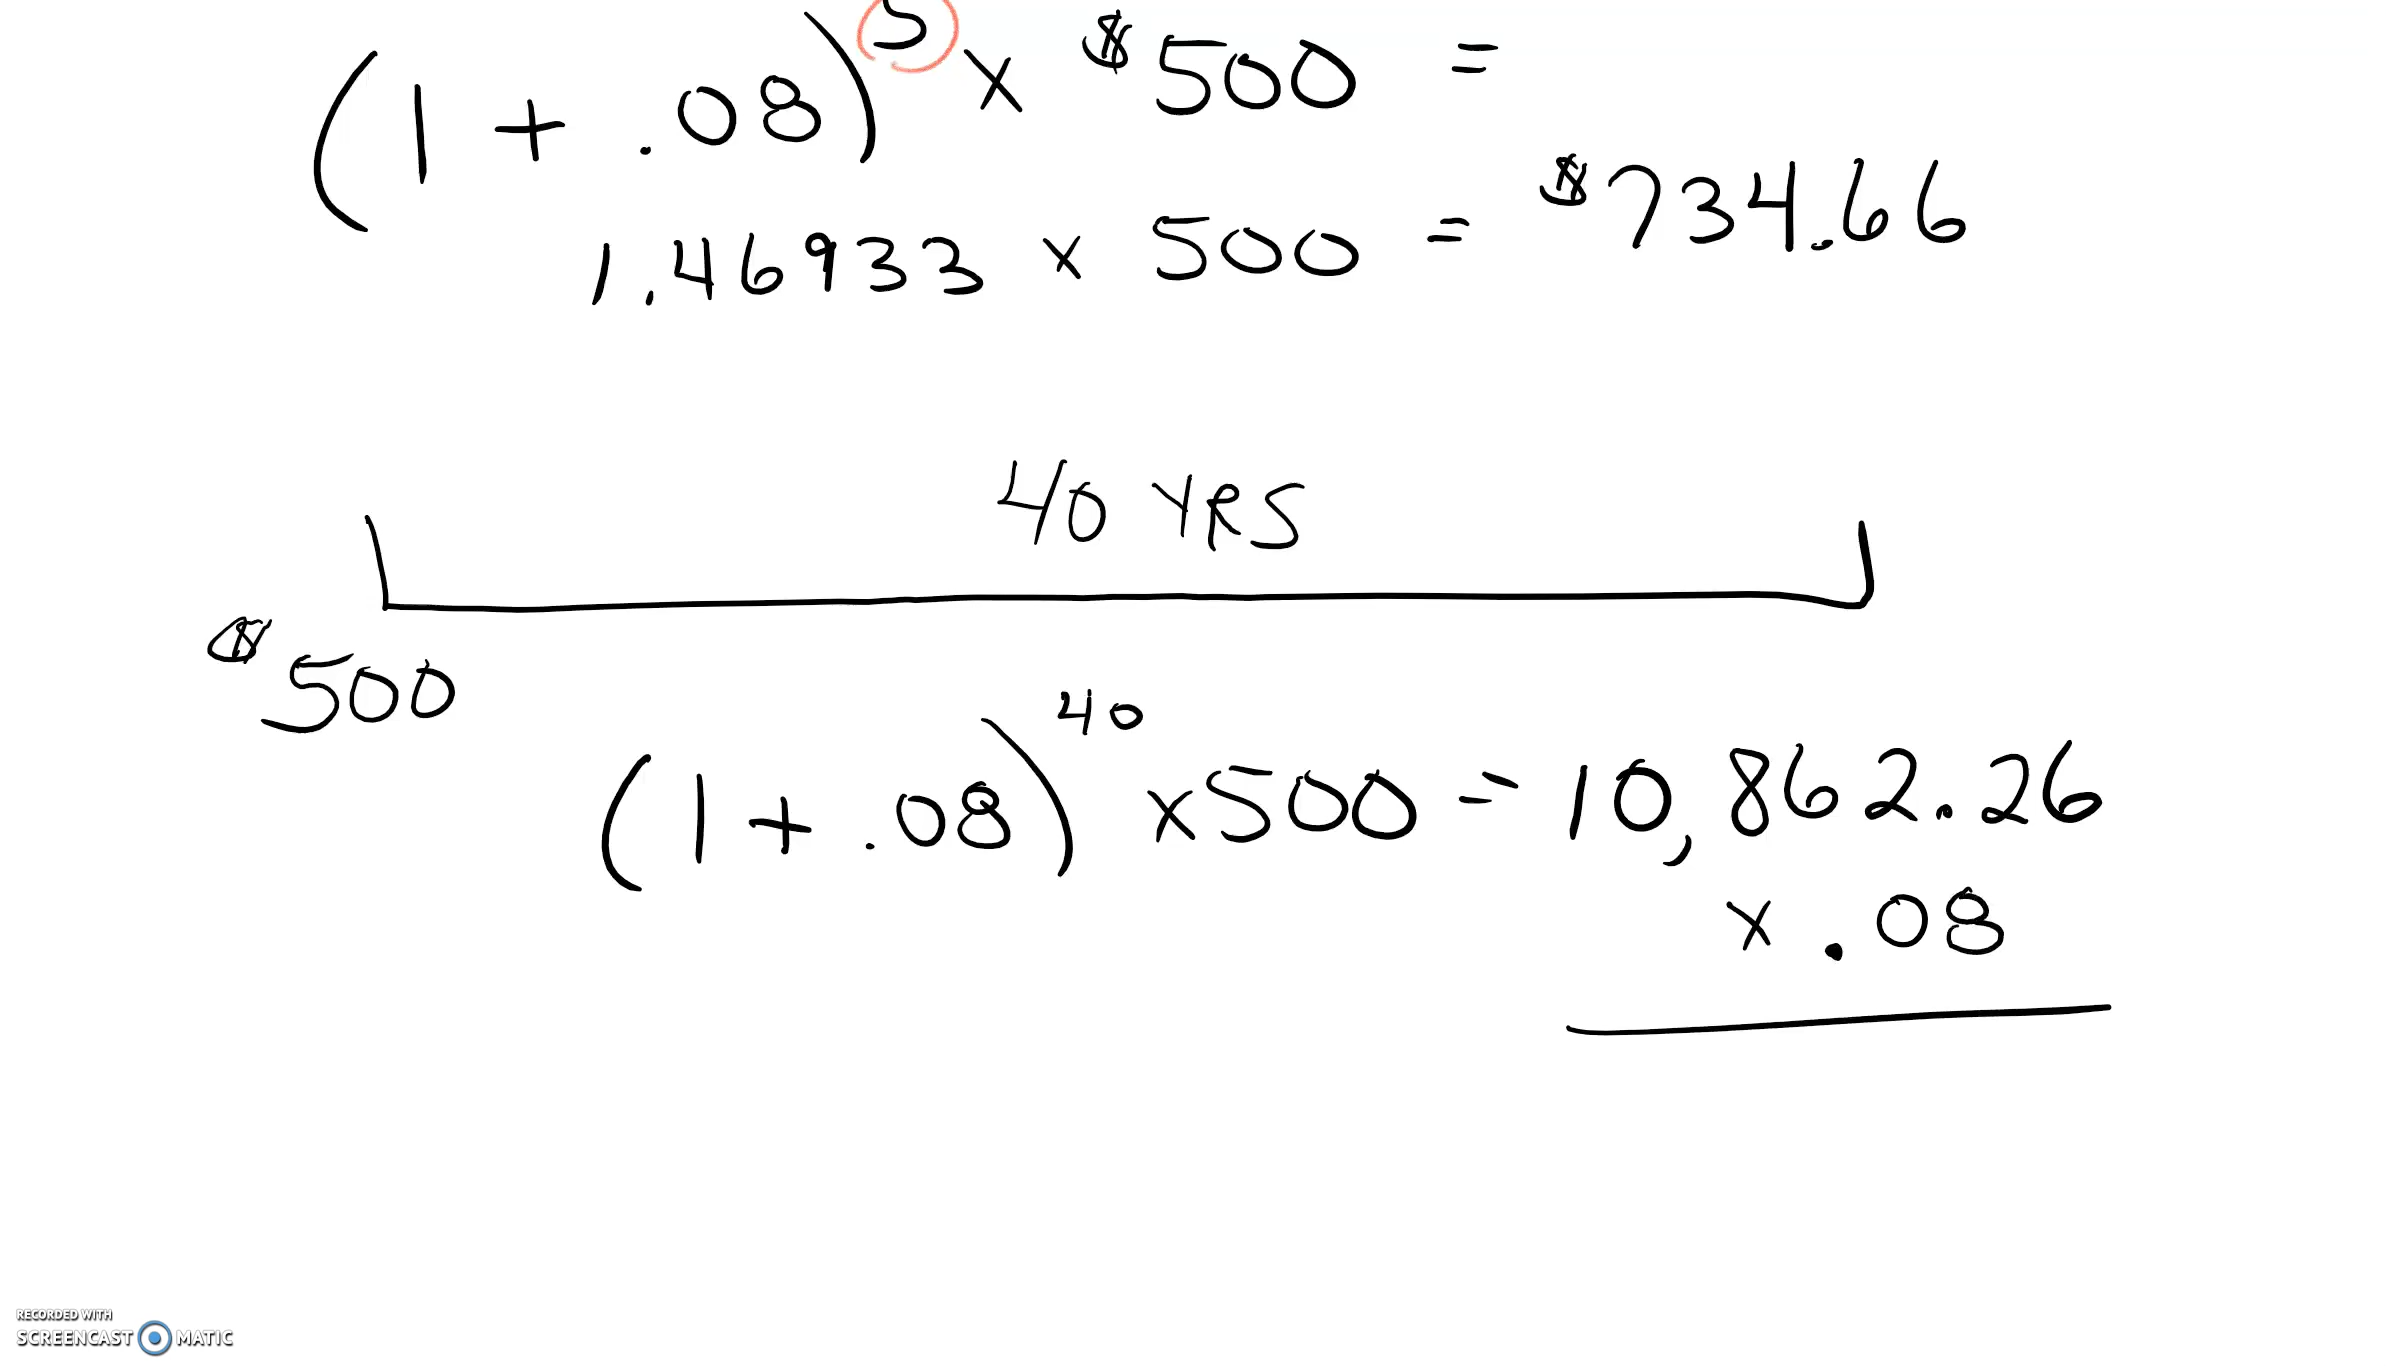 (1 + .08)^5 x $500 =
1.46933 x 500 = $734.66
40 YRS
$500
(1 + .08)^40 x 500 = 10,862.26
x .08
RECORDED WITH
SCREENCAST MATIC